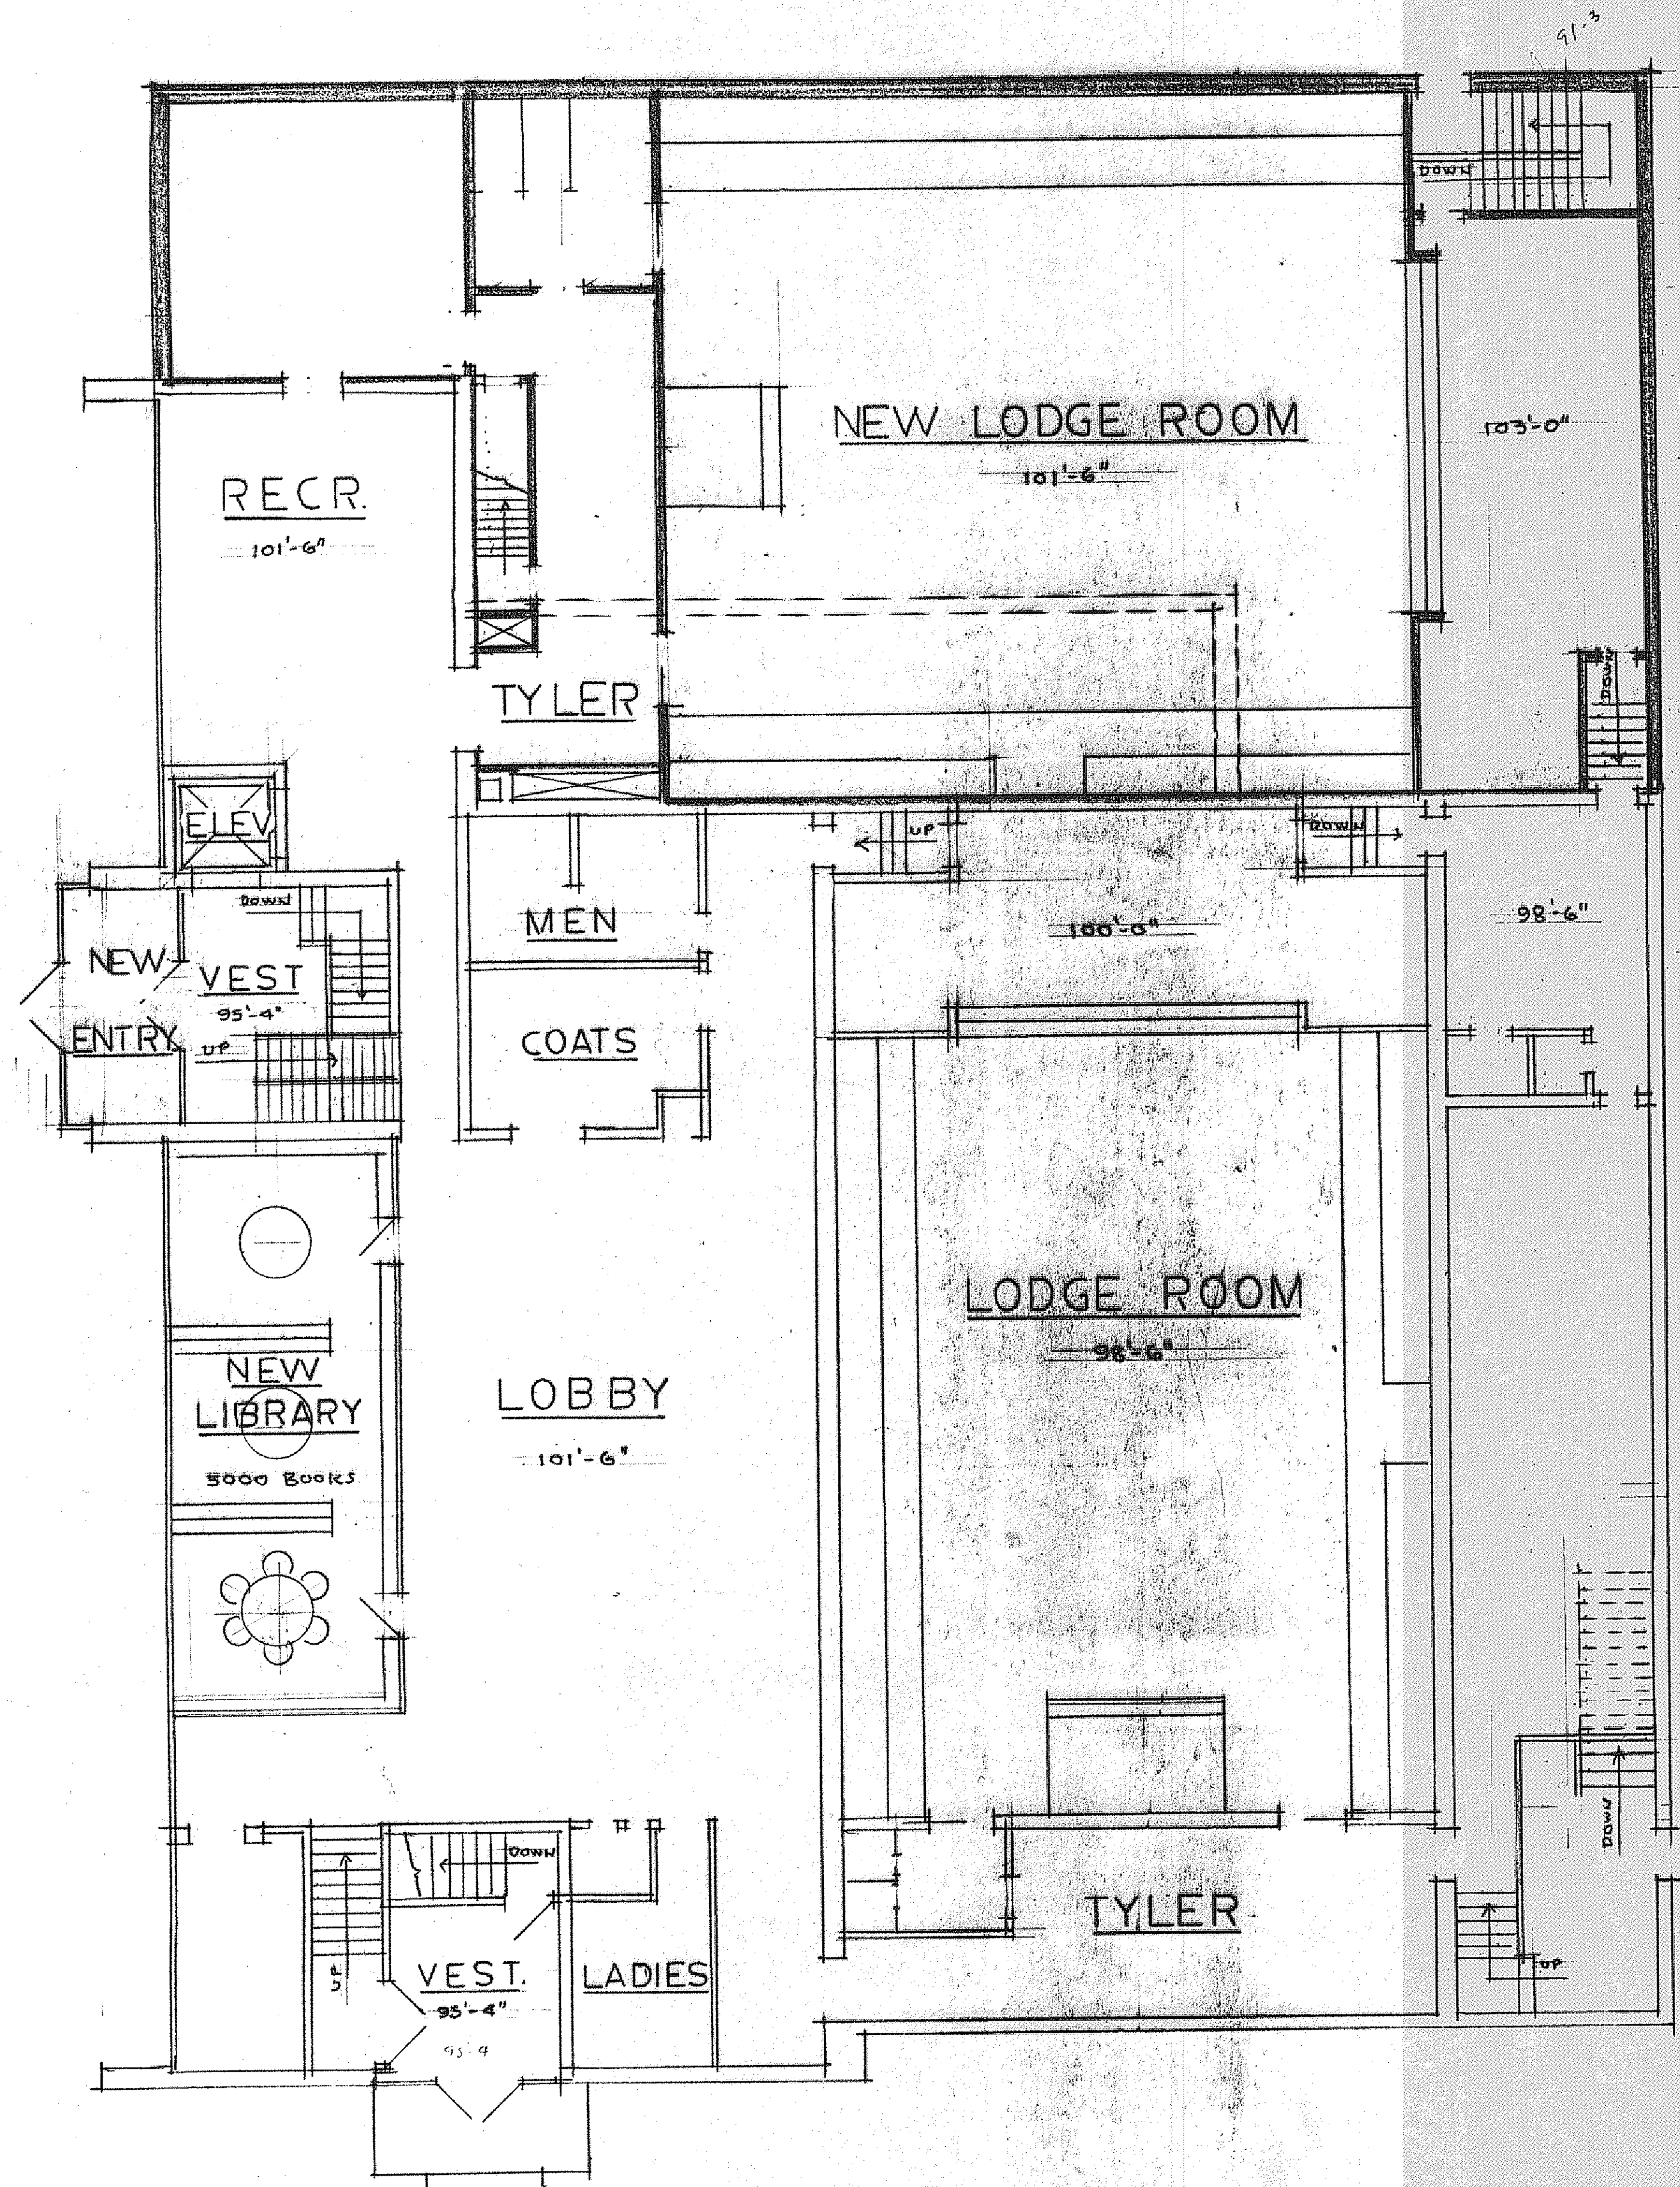 91-3
DOWN
NEW LODGE ROOM
101'-6"
103'-0"
RECR.
101'-6"
DOWN
TYLER
ELEV
UP
DOWN
DOWN
MEN
100'-0"
98'-6"
NEW
VEST
95'-4"
ENTRY
UP
COATS
LODGE ROOM
98'-6"
NEW
LIBRARY
5000 BOOKS
LOBBY
101'-6"
DOWN
DOWN
TYLER
UP
UP
VEST.
95'-4"
95-4
LADIES